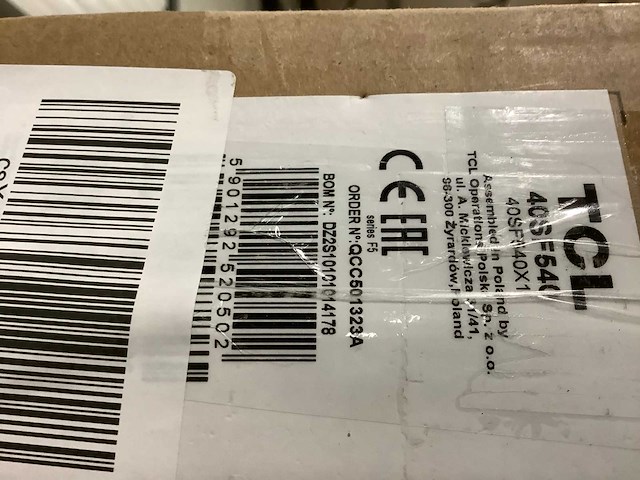 TCL
40SF540
Assembled in Poland by
TCL Operations Polska Sp. z o.o.
ul. A. Mickiewicza 31/41,
96-300 Żyrardów, Poland
CE EAC
series F5
ORDER N°:QCC501323A
BOM N°: DZ2S10101014178
5 901292 520502